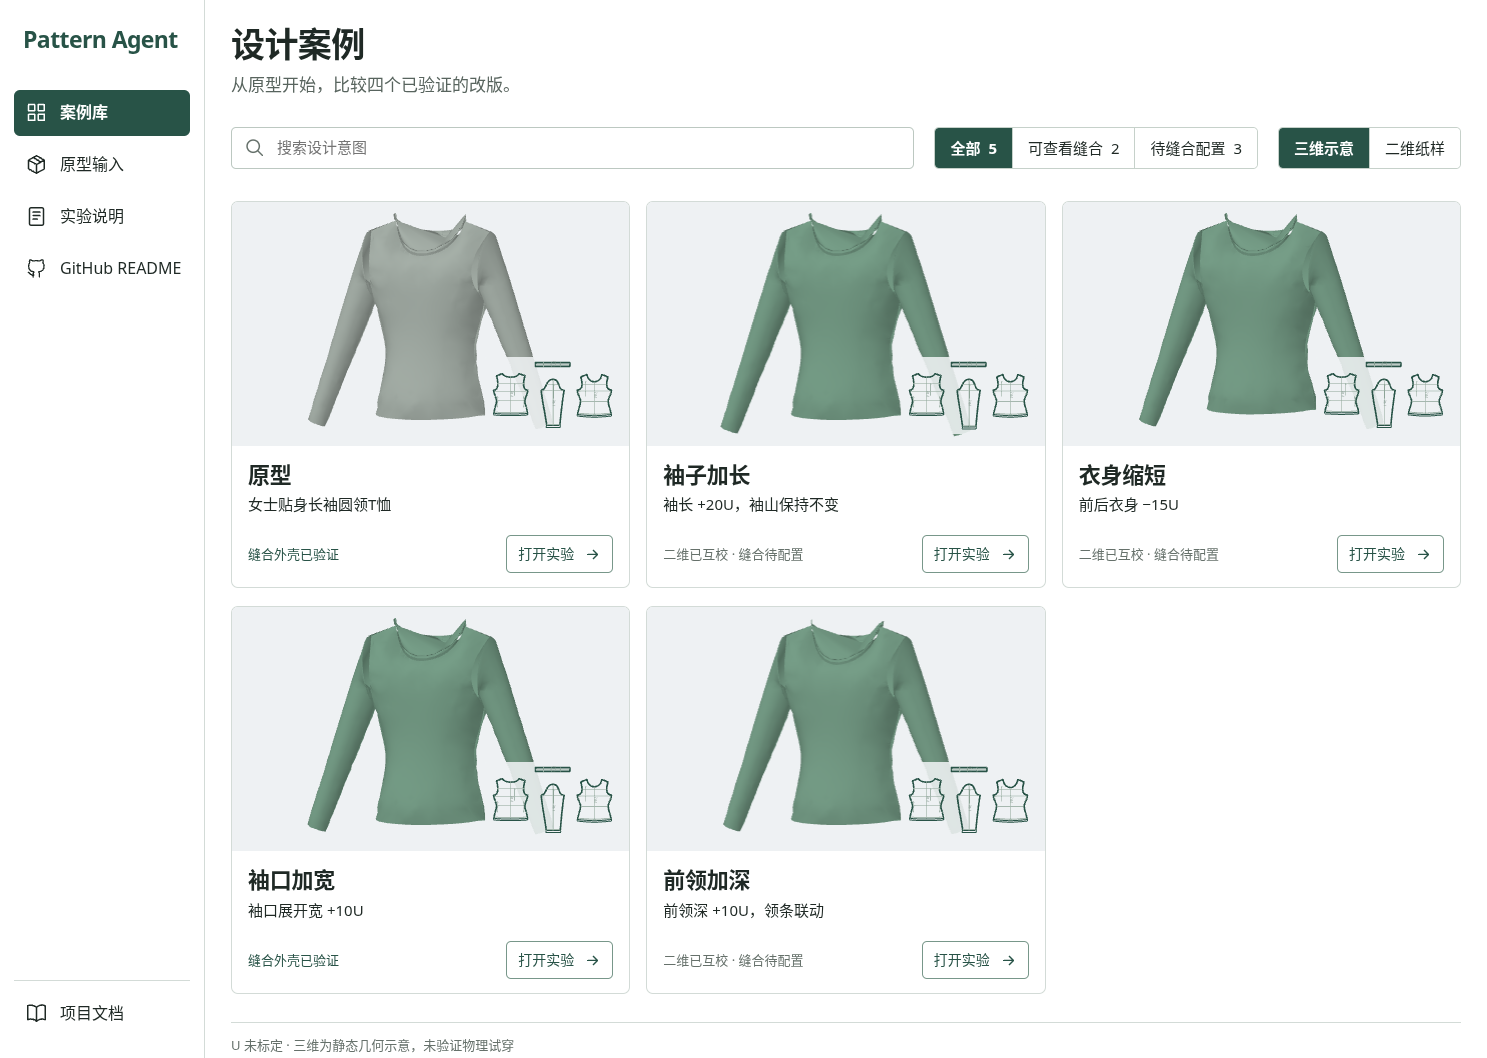 Pattern Agent
案例库
原型输入
实验说明
GitHub README
项目文档
设计案例
从原型开始，比较四个已验证的改版。
搜索设计意图
全部 5
可查看缝合 2
待缝合配置 3
三维示意
二维纸样
原型
女士贴身长袖圆领T恤
缝合外壳已验证
打开实验 →
袖子加长
袖长 +20U，袖山保持不变
二维已互校 · 缝合待配置
打开实验 →
衣身缩短
前后衣身 −15U
二维已互校 · 缝合待配置
打开实验 →
袖口加宽
袖口展开宽 +10U
缝合外壳已验证
打开实验 →
前领加深
前领深 +10U，领条联动
二维已互校 · 缝合待配置
打开实验 →
U 未标定 · 三维为静态几何示意，未验证物理试穿